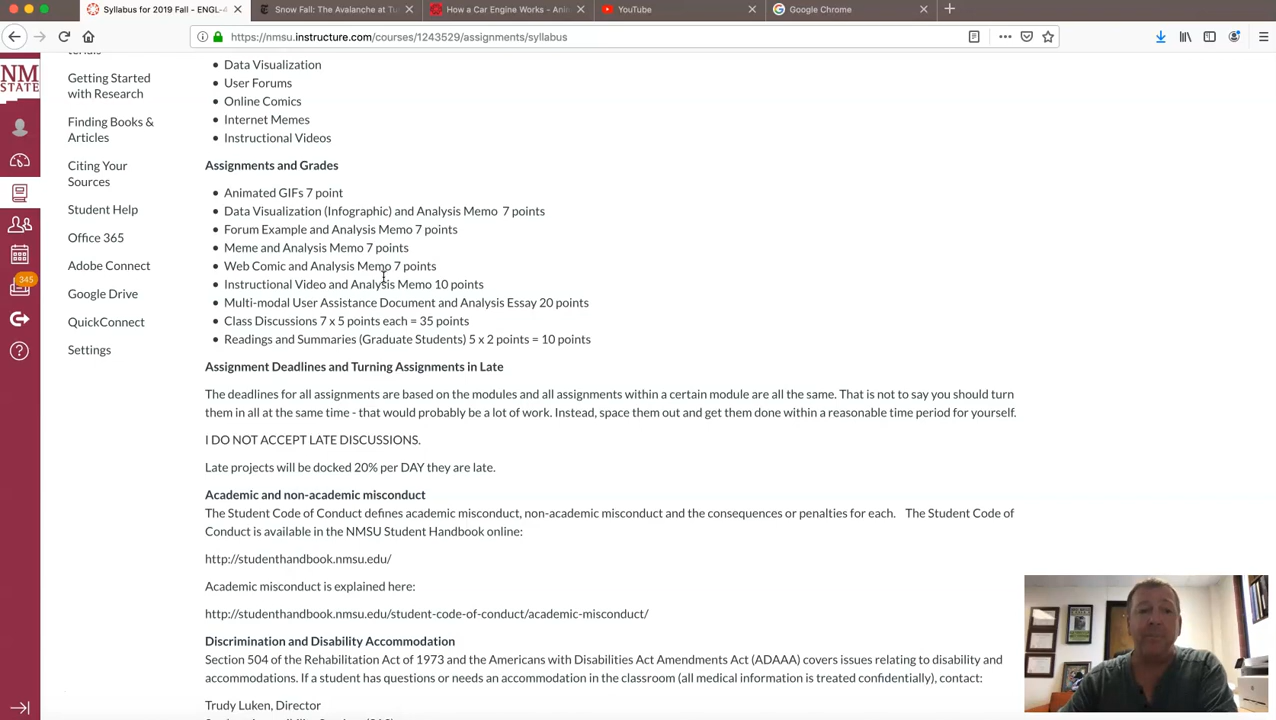 Syllabus for 2019 Fall - ENGL-4
Snow Fall: The Avalanche at Tu
How a Car Engine Works - Anim
YouTube
Google Chrome
https://nmsu.instructure.com/courses/1243529/assignments/syllabus
NM
STATE
345
Getting Started
with Research
Finding Books &
Articles
Citing Your
Sources
Student Help
Office 365
Adobe Connect
Google Drive
QuickConnect
Settings
• Data Visualization
• User Forums
• Online Comics
• Internet Memes
• Instructional Videos
Assignments and Grades
• Animated GIFs 7 point
• Data Visualization (Infographic) and Analysis Memo 7 points
• Forum Example and Analysis Memo 7 points
• Meme and Analysis Memo 7 points
• Web Comic and Analysis Memo 7 points
• Instructional Video and Analysis Memo 10 points
• Multi-modal User Assistance Document and Analysis Essay 20 points
• Class Discussions 7 x 5 points each = 35 points
• Readings and Summaries (Graduate Students) 5 x 2 points = 10 points
Assignment Deadlines and Turning Assignments in Late
The deadlines for all assignments are based on the modules and all assignments within a certain module are all the same. That is not to say you should turn
them in all at the same time - that would probably be a lot of work. Instead, space them out and get them done within a reasonable time period for yourself.
I DO NOT ACCEPT LATE DISCUSSIONS.
Late projects will be docked 20% per DAY they are late.
Academic and non-academic misconduct
The Student Code of Conduct defines academic misconduct, non-academic misconduct and the consequences or penalties for each. The Student Code of
Conduct is available in the NMSU Student Handbook online:
http://studenthandbook.nmsu.edu/
Academic misconduct is explained here:
http://studenthandbook.nmsu.edu/student-code-of-conduct/academic-misconduct/
Discrimination and Disability Accommodation
Section 504 of the Rehabilitation Act of 1973 and the Americans with Disabilities Act Amendments Act (ADAAA) covers issues relating to disability and
accommodations. If a student has questions or needs an accommodation in the classroom (all medical information is treated confidentially), contact:
Trudy Luken, Director